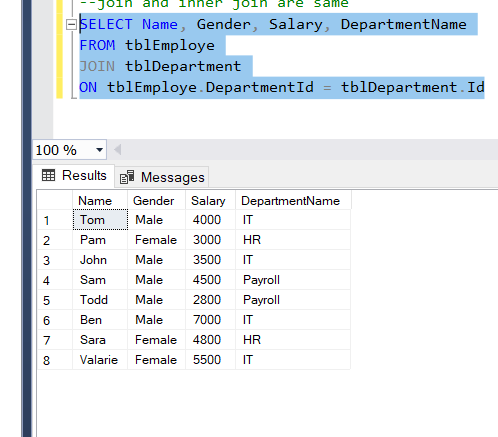 --join and inner join are same
SELECT Name, Gender, Salary, DepartmentName
FROM tblEmploye
JOIN tblDepartment
ON tblEmploye.DepartmentId = tblDepartment.Id
100 %
Results Messages
Name Gender Salary DepartmentName
1 Tom Male 4000 IT
2 Pam Female 3000 HR
3 John Male 3500 IT
4 Sam Male 4500 Payroll
5 Todd Male 2800 Payroll
6 Ben Male 7000 IT
7 Sara Female 4800 HR
8 Valarie Female 5500 IT